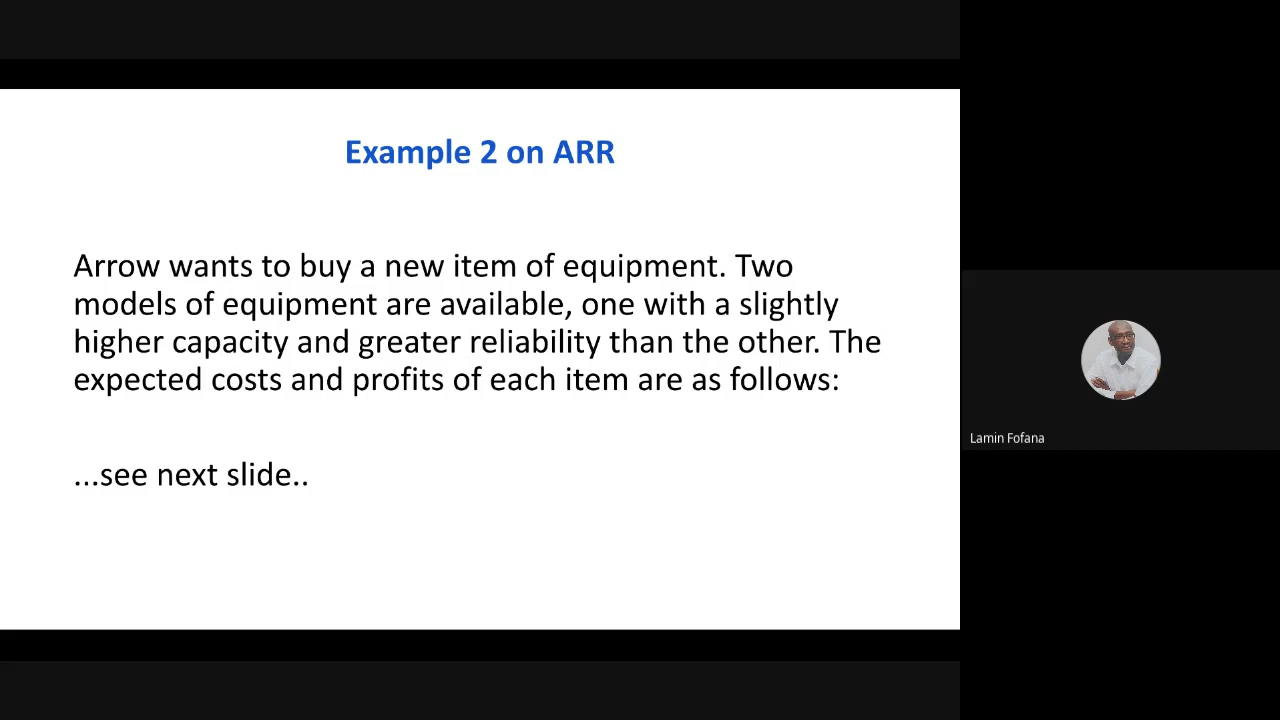 Example 2 on ARR
Arrow wants to buy a new item of equipment. Two
models of equipment are available, one with a slightly
higher capacity and greater reliability than the other. The
expected costs and profits of each item are as follows:
...see next slide..
Lamin Fofana